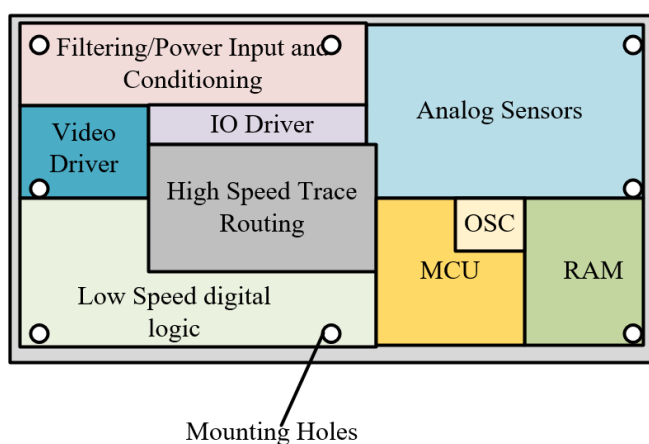 Filtering/Power Input and
Conditioning
Analog Sensors
Video
Driver
IO Driver
High Speed Trace
Routing
OSC
MCU
RAM
Low Speed digital
logic
Mounting Holes